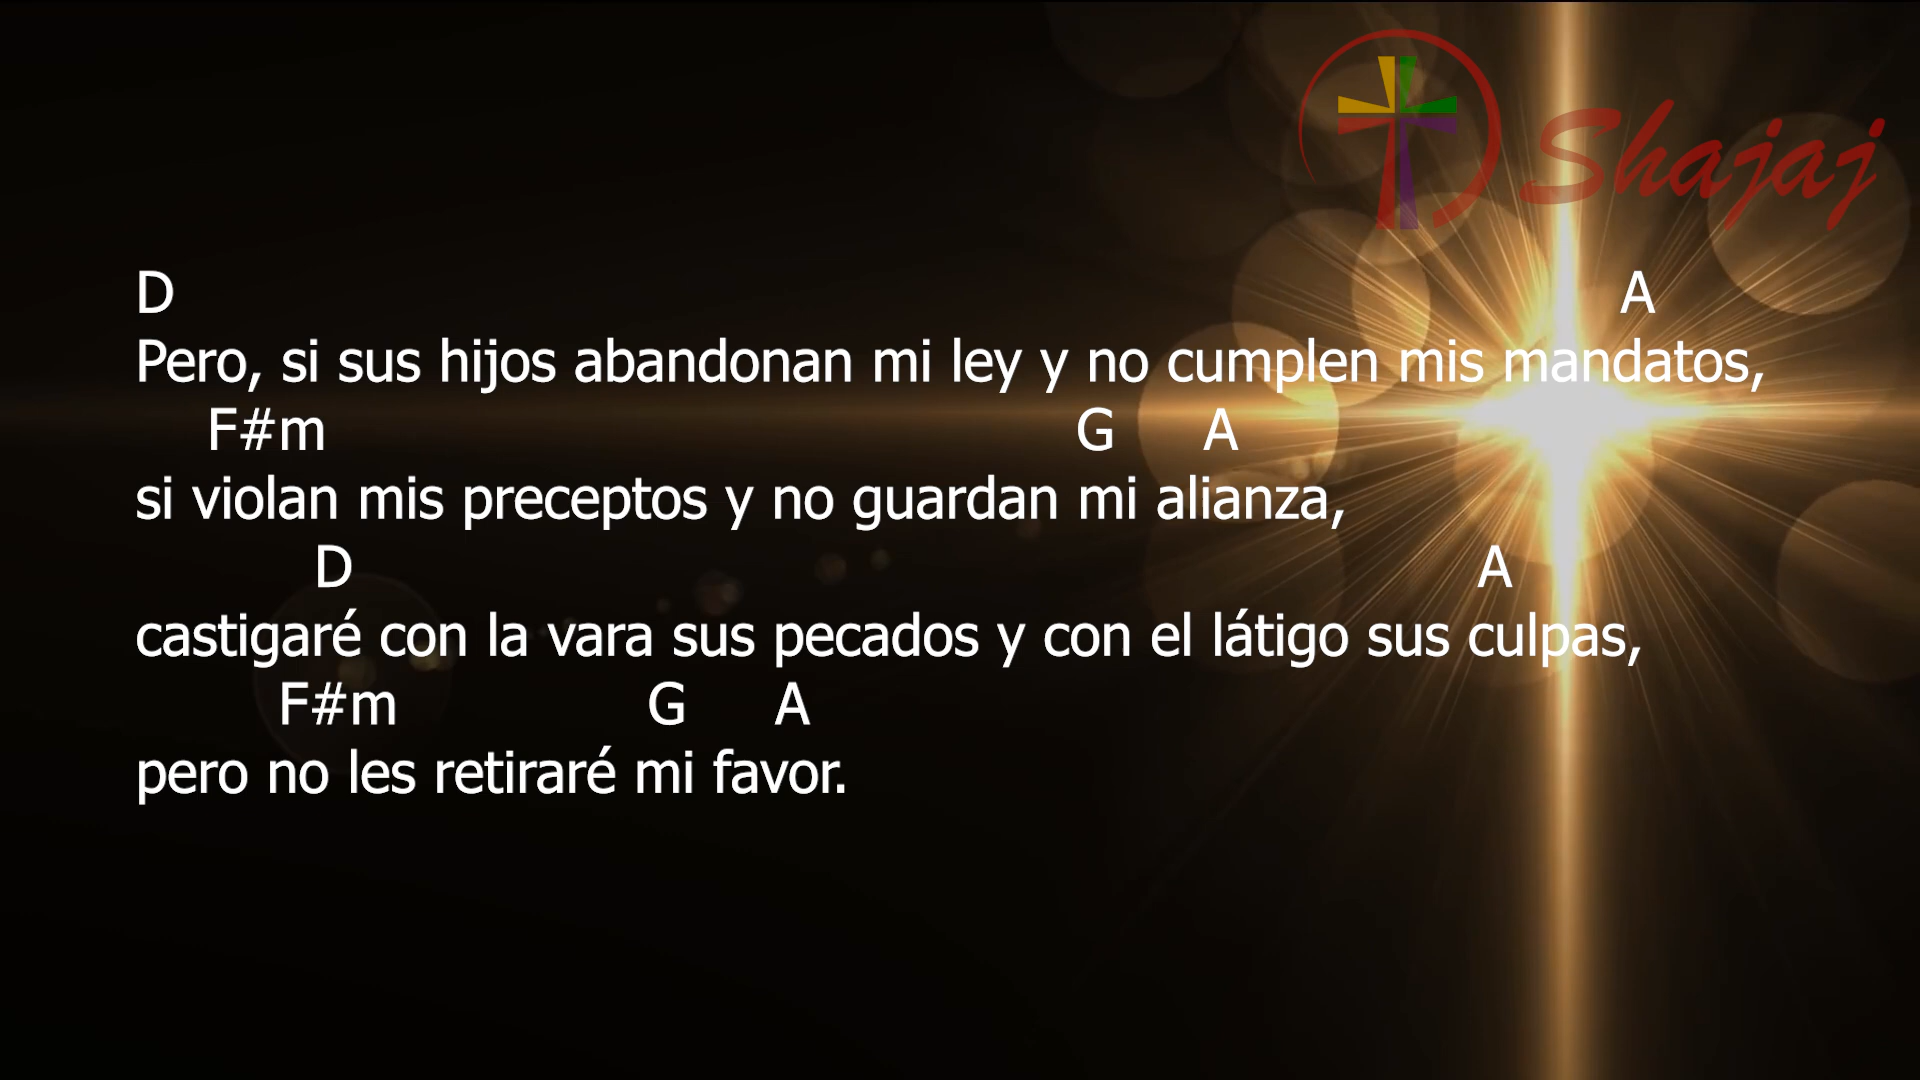 Shajaj
D A
Pero, si sus hijos abandonan mi ley y no cumplen mis mandatos,
F#m G A
si violan mis preceptos y no guardan mi alianza,
D A
castigaré con la vara sus pecados y con el látigo sus culpas,
F#m G A
pero no les retiraré mi favor.